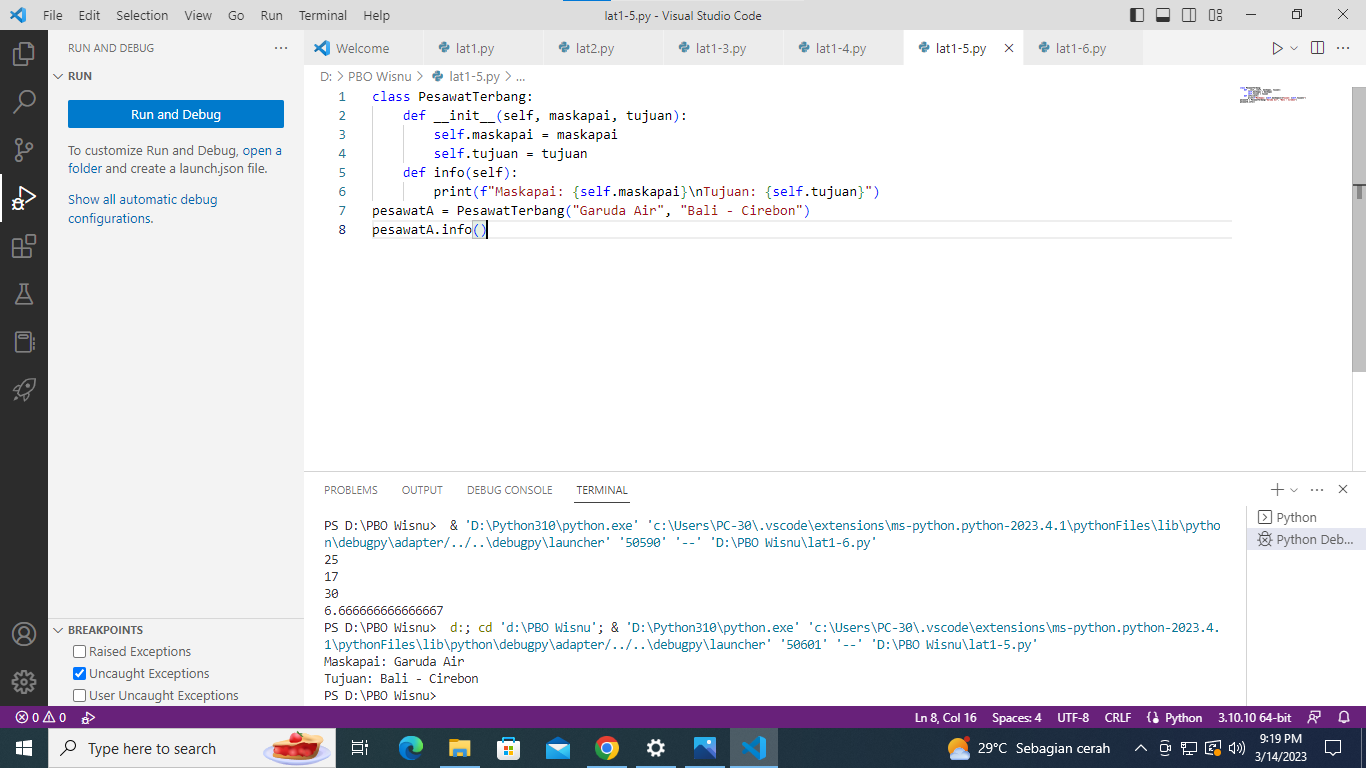 File Edit Selection View Go Run Terminal Help lat1-5.py - Visual Studio Code
RUN AND DEBUG ···
Welcome lat1.py lat2.py lat1-3.py lat1-4.py lat1-5.py lat1-6.py
RUN
D: > PBO Wisnu > lat1-5.py > ...
Run and Debug
To customize Run and Debug, open a
folder and create a launch.json file.
Show all automatic debug
configurations.
1 class PesawatTerbang:
2 def __init__(self, maskapai, tujuan):
3 self.maskapai = maskapai
4 self.tujuan = tujuan
5 def info(self):
6 print(f"Maskapai: {self.maskapai}\nTujuan: {self.tujuan}")
7 pesawatA = PesawatTerbang("Garuda Air", "Bali - Cirebon")
8 pesawatA.info()
PROBLEMS OUTPUT DEBUG CONSOLE TERMINAL
PS D:\PBO Wisnu>  & 'D:\Python310\python.exe' 'c:\Users\PC-30\.vscode\extensions\ms-python.python-2023.4.1\pythonFiles\lib\pytho
n\debugpy\adapter/../..\debugpy\launcher' '50590' '--' 'D:\PBO Wisnu\lat1-6.py'
25
17
30
6.666666666666667
PS D:\PBO Wisnu>  d:; cd 'd:\PBO Wisnu'; & 'D:\Python310\python.exe' 'c:\Users\PC-30\.vscode\extensions\ms-python.python-2023.4.
1\pythonFiles\lib\python\debugpy\adapter/../..\debugpy\launcher' '50601' '--' 'D:\PBO Wisnu\lat1-5.py'
Maskapai: Garuda Air
Tujuan: Bali - Cirebon
PS D:\PBO Wisnu>
Python
Python Deb...
BREAKPOINTS
Raised Exceptions
Uncaught Exceptions
User Uncaught Exceptions
0 0 Ln 8, Col 16 Spaces: 4 UTF-8 CRLF Python 3.10.10 64-bit
Type here to search 29°C Sebagian cerah 9:19 PM
3/14/2023